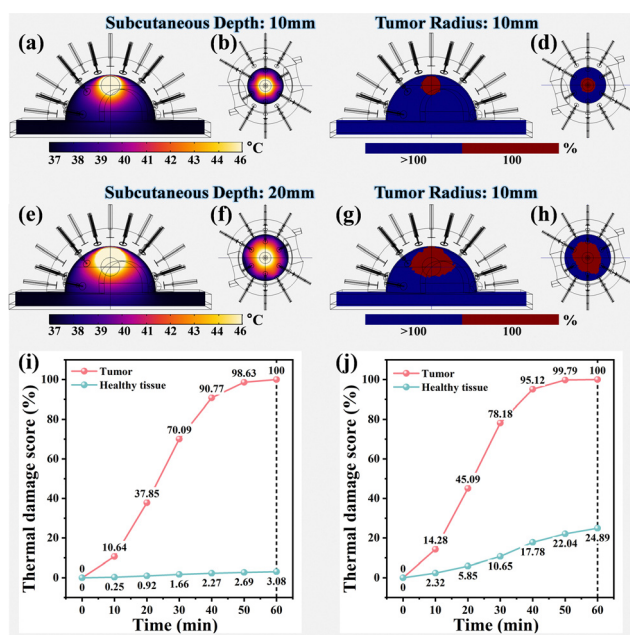 Subcutaneous Depth: 10mm
Tumor Radius: 10mm
(a)
(b)
(c)
(d)
37 38 39 40 41 42 43 44 45 46 °C
>100 100 %
Subcutaneous Depth: 20mm
Tumor Radius: 10mm
(e)
(f)
(g)
(h)
37 38 39 40 41 42 43 44 45 46 °C
>100 100 %
(i)
Tumor
Healthy tissue
Thermal damage score (%)
100
80
60
40
20
0
0
10.64
37.85
70.09
90.77
98.63
100
0
0.25
0.92
1.66
2.27
2.69
3.08
0 10 20 30 40 50 60
Time (min)
(j)
Tumor
Healthy tissue
Thermal damage score (%)
100
80
60
40
20
0
0
14.28
45.09
78.18
95.12
99.79
100
0
2.32
5.85
10.65
17.78
22.04
24.89
0 10 20 30 40 50 60
Time (min)